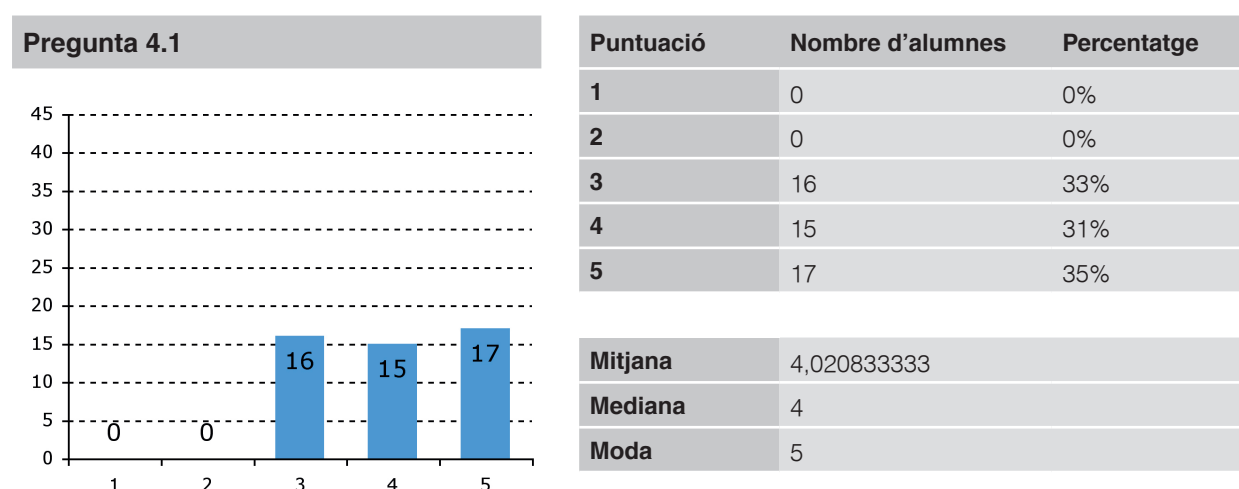 Pregunta 4.1
45
40
35
30
25
20
15
10
5
0
0 0 16 15 17
1 2 3 4 5
Puntuació Nombre d’alumnes Percentatge
1 0 0%
2 0 0%
3 16 33%
4 15 31%
5 17 35%
Mitjana 4,020833333
Mediana 4
Moda 5